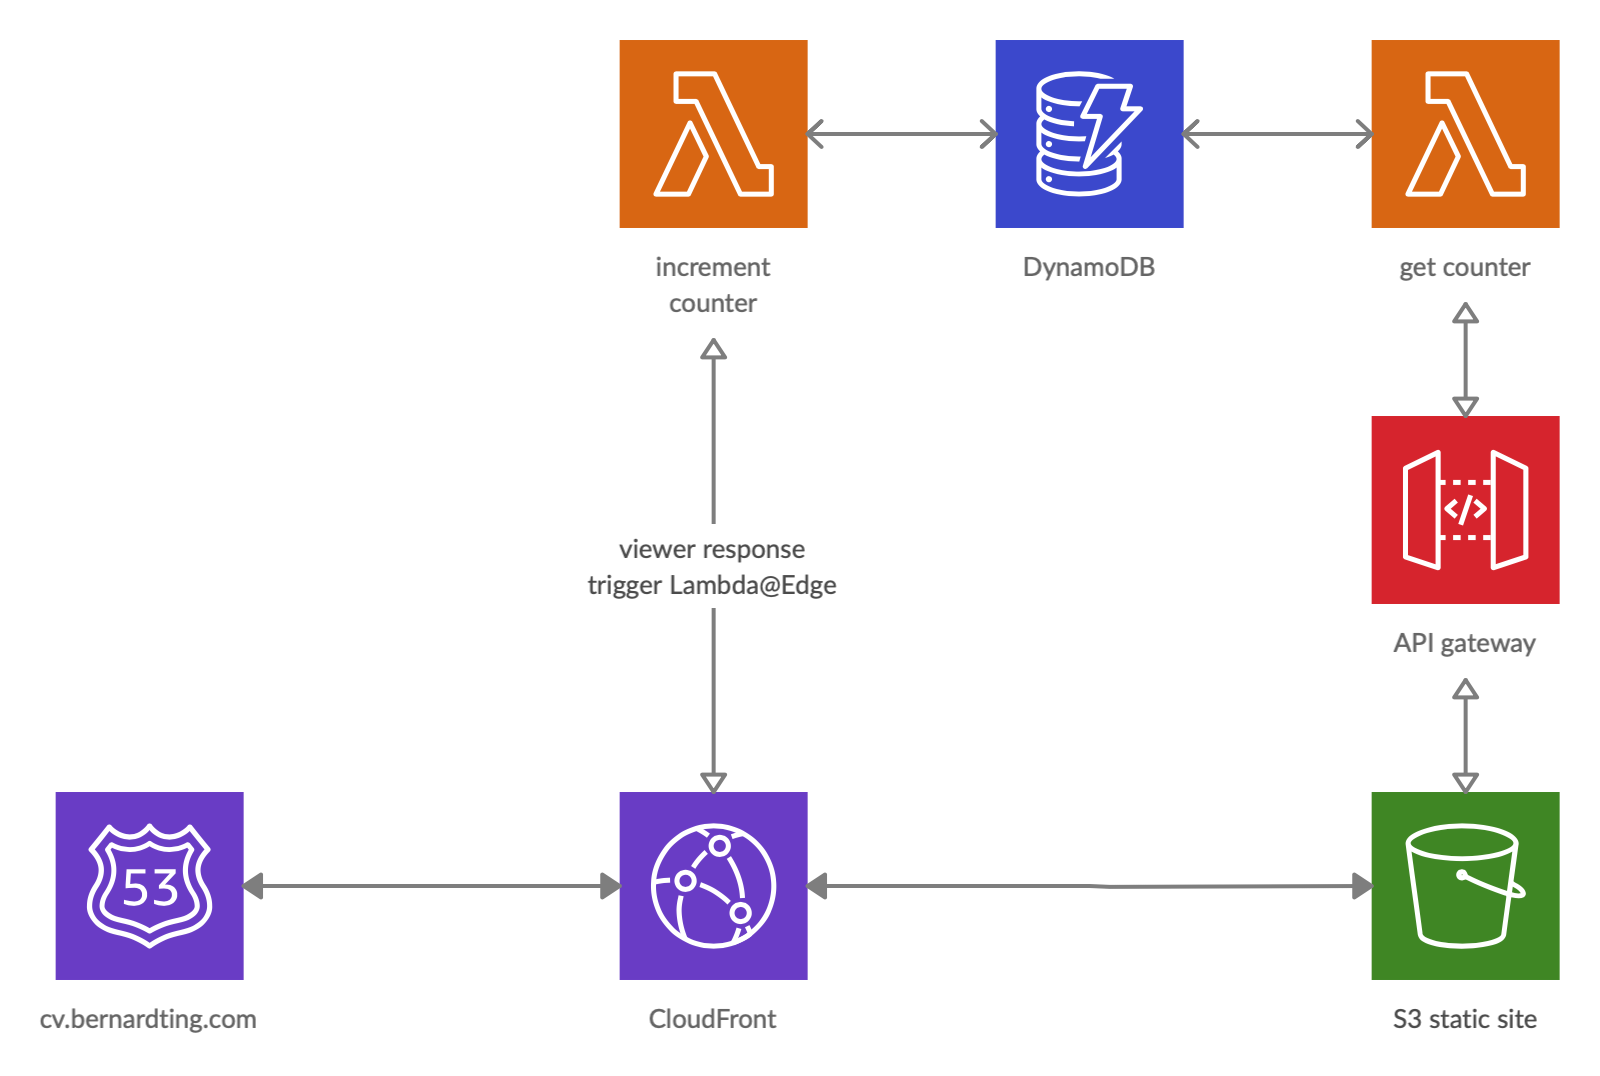 increment
counter
DynamoDB
get counter
viewer response
trigger Lambda@Edge
</>
API gateway
53
cv.bernardting.com
CloudFront
S3 static site